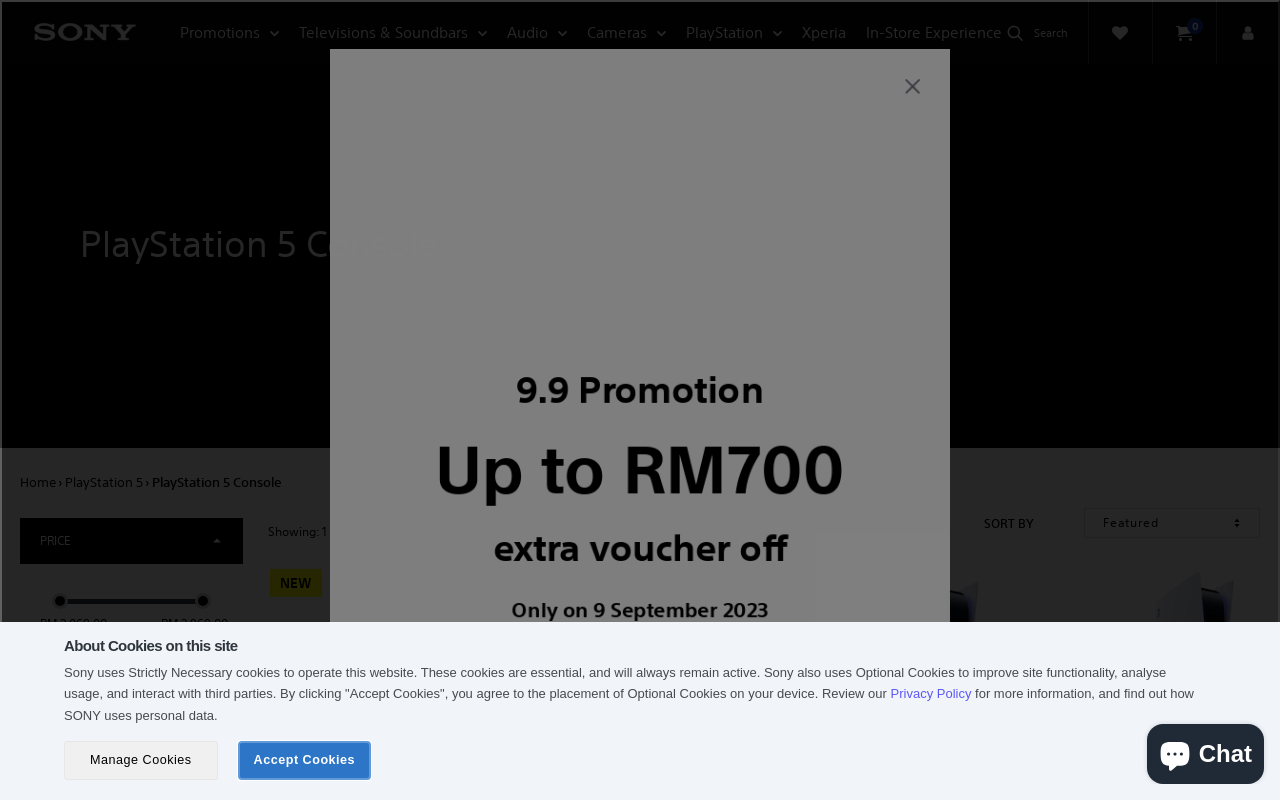 SONY
Promotions
Televisions & Soundbars
Audio
Cameras
PlayStation
Xperia
In-Store Experience
Search
0
PlayStation 5 C
9.9 Promotion
Up to RM700
extra voucher off
Only on 9 September 2023
Home › PlayStation 5 › PlayStation 5 Console
PRICE
Showing: 1
SORT BY
Featured
NEW
About Cookies on this site
Sony uses Strictly Necessary cookies to operate this website. These cookies are essential, and will always remain active. Sony also uses Optional Cookies to improve site functionality, analyse
usage, and interact with third parties. By clicking "Accept Cookies", you agree to the placement of Optional Cookies on your device. Review our Privacy Policy for more information, and find out how
SONY uses personal data.
Manage Cookies
Accept Cookies
Chat